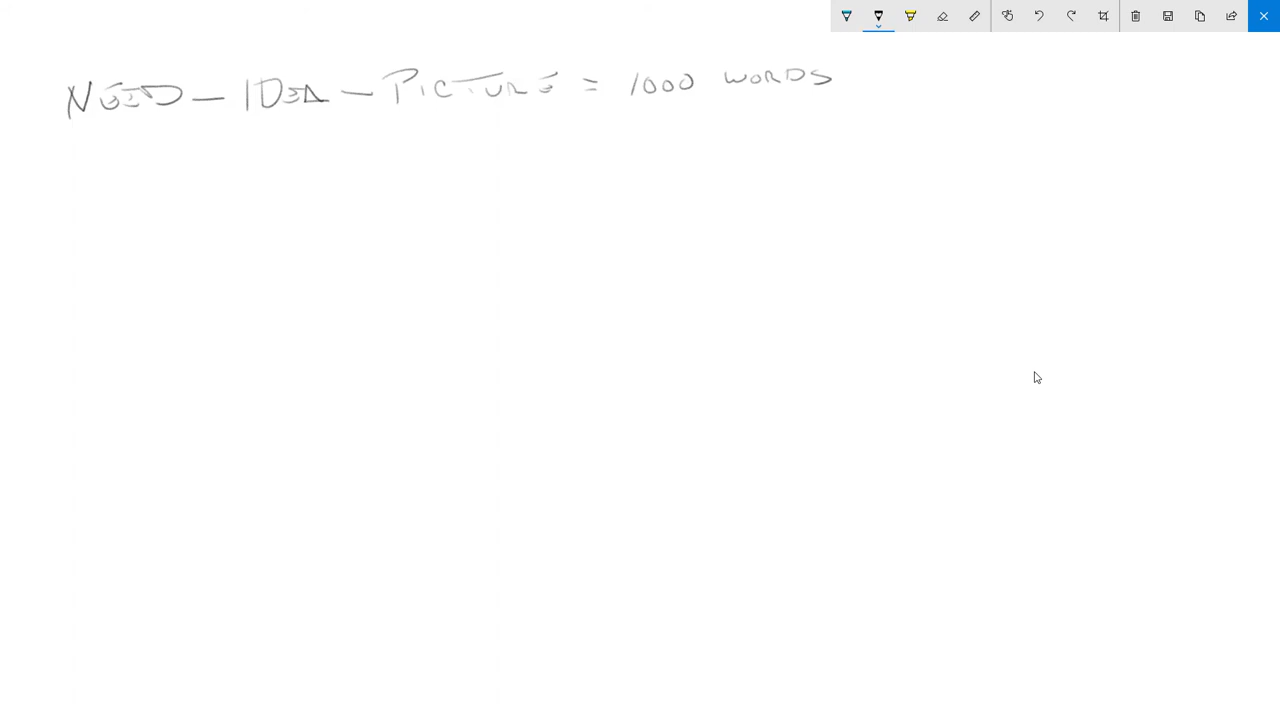 NEED — IDEA — PICTURE = 1000 WORDS